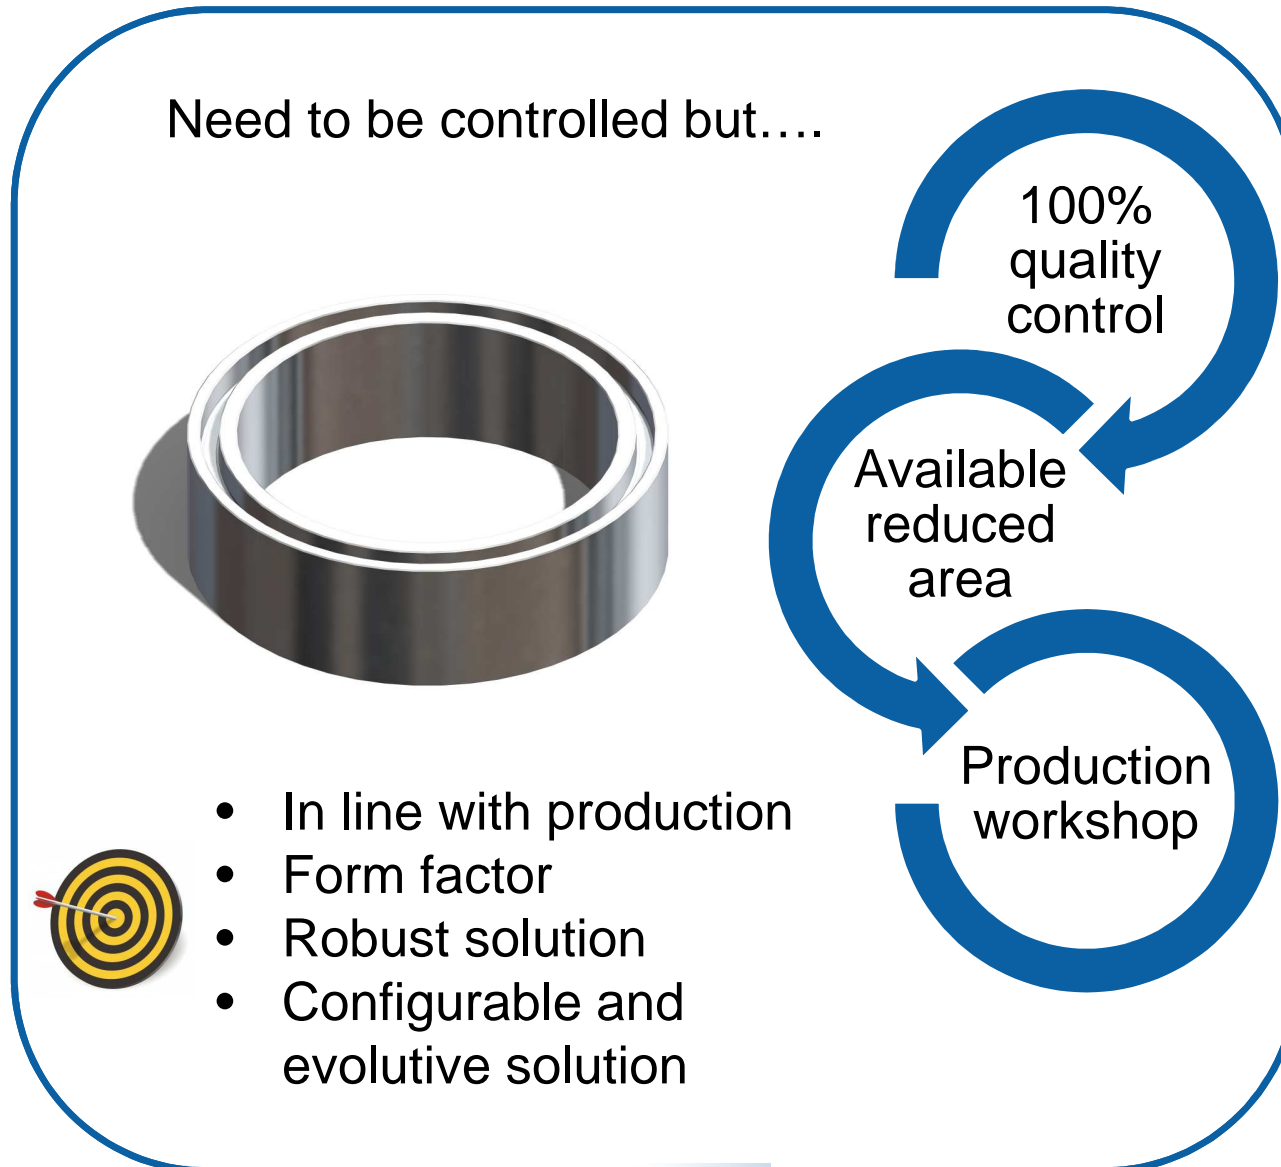 Need to be controlled but….
100%
quality
control
Available
reduced
area
Production
workshop
• In line with production
• Form factor
• Robust solution
• Configurable and
evolutive solution